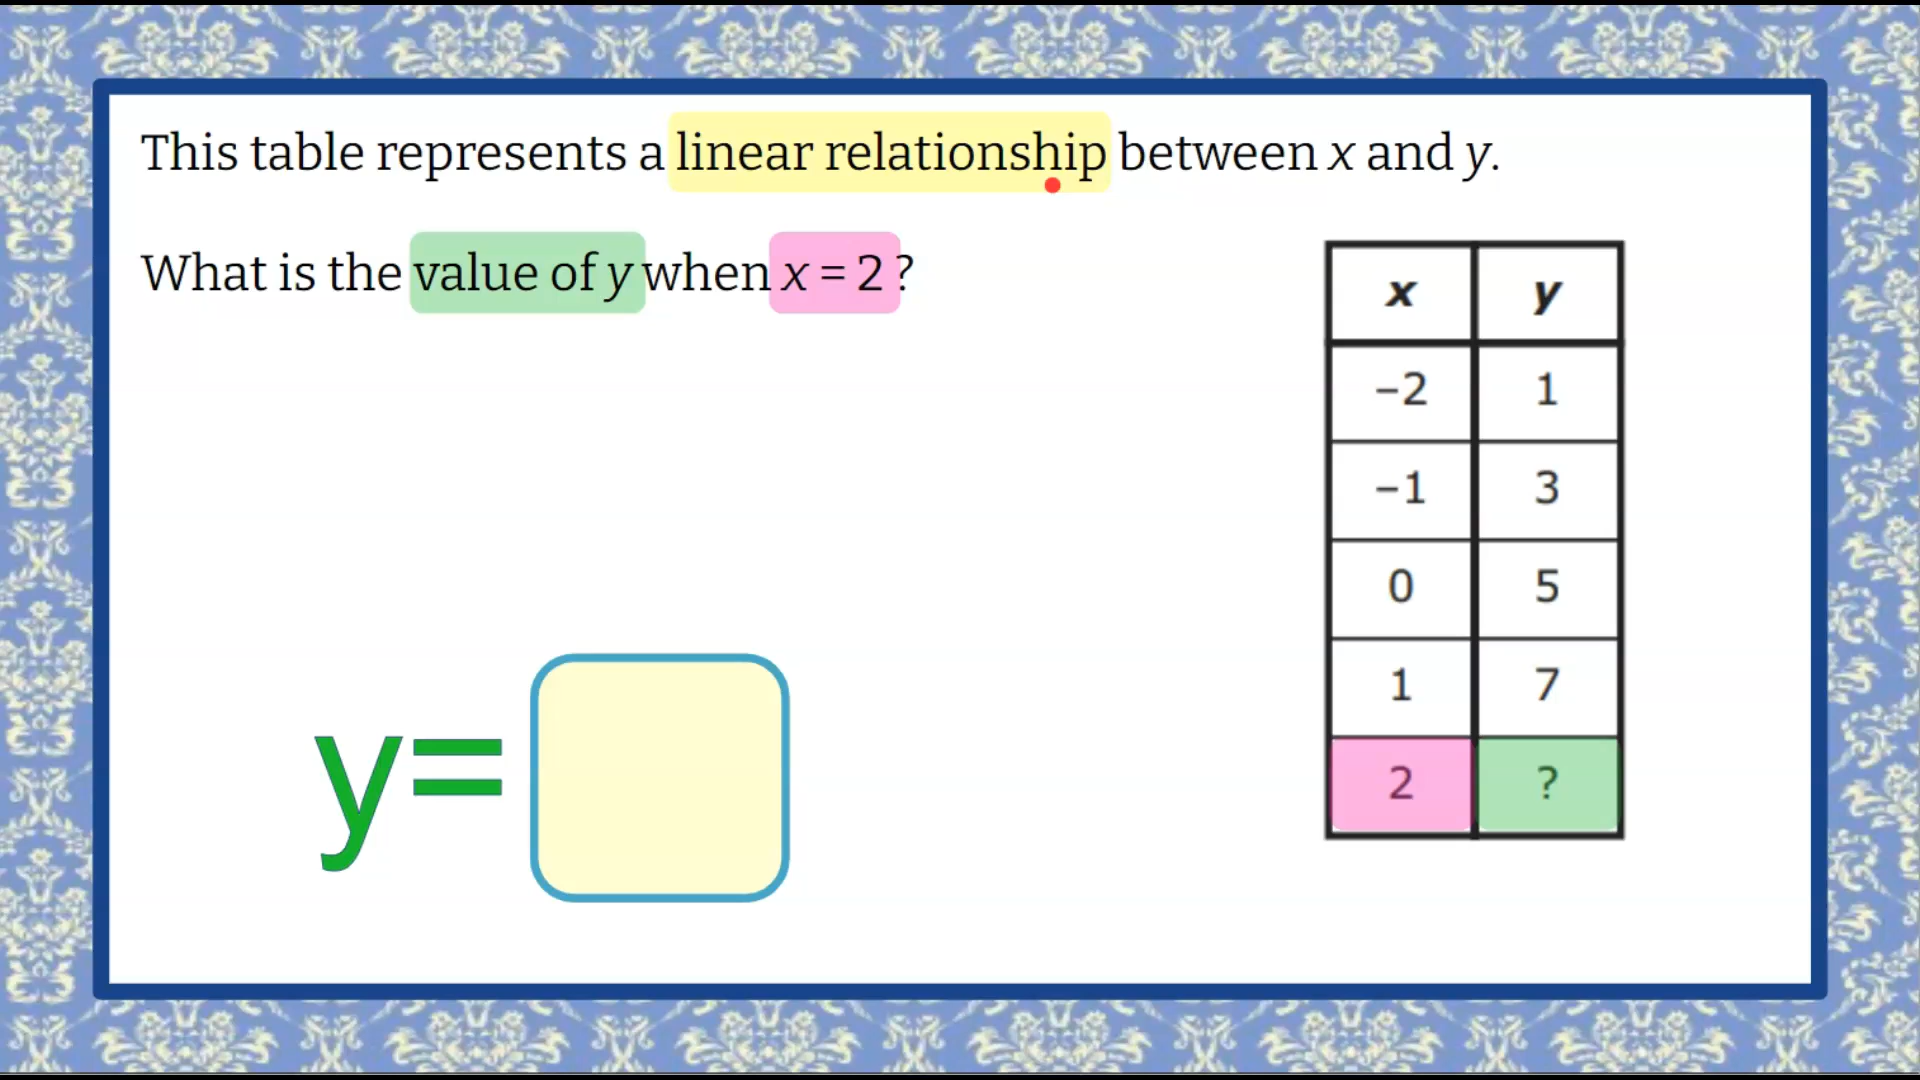 This table represents a linear relationship between x and y.
What is the value of y when x = 2 ?
x y
−2 1
−1 3
0 5
1 7
2 ?
y=